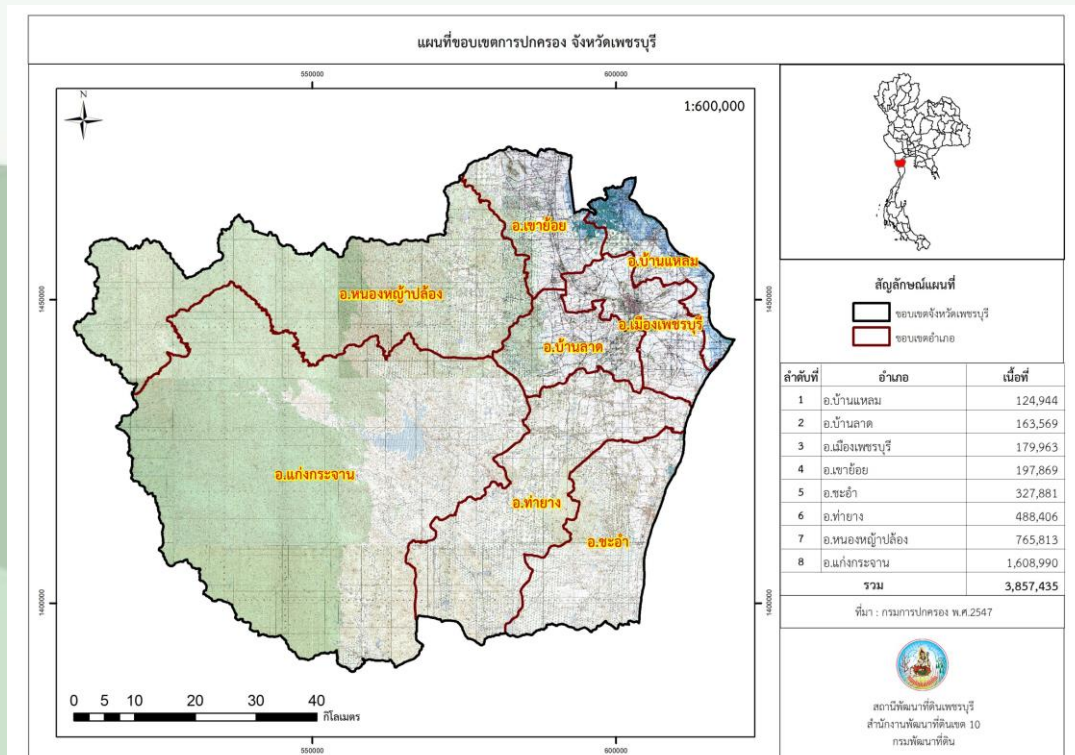 แผนที่ขอบเขตการปกครอง จังหวัดเพชรบุรี
550000 600000
N
1:600,000
1450000 1450000
1400000 1400000
อ.เขาย้อย
อ.บ้านแหลม
อ.หนองหญ้าปล้อง
อ.เมืองเพชรบุรี
อ.บ้านลาด
อ.แก่งกระจาน
อ.ท่ายาง
อ.ชะอำ
0 5 10 20 30 40
กิโลเมตร
550000 600000
สัญลักษณ์แผนที่
ขอบเขตจังหวัดเพชรบุรี
ขอบเขตอำเภอ
ลำดับที่ อำเภอ เนื้อที่
1 อ.บ้านแหลม 124,944
2 อ.บ้านลาด 163,569
3 อ.เมืองเพชรบุรี 179,963
4 อ.เขาย้อย 197,869
5 อ.ชะอำ 327,881
6 อ.ท่ายาง 488,406
7 อ.หนองหญ้าปล้อง 765,813
8 อ.แก่งกระจาน 1,608,990
รวม 3,857,435
ที่มา : กรมการปกครอง พ.ศ.2547
สถานีพัฒนาที่ดินเพชรบุรี
สำนักงานพัฒนาที่ดินเขต 10
กรมพัฒนาที่ดิน